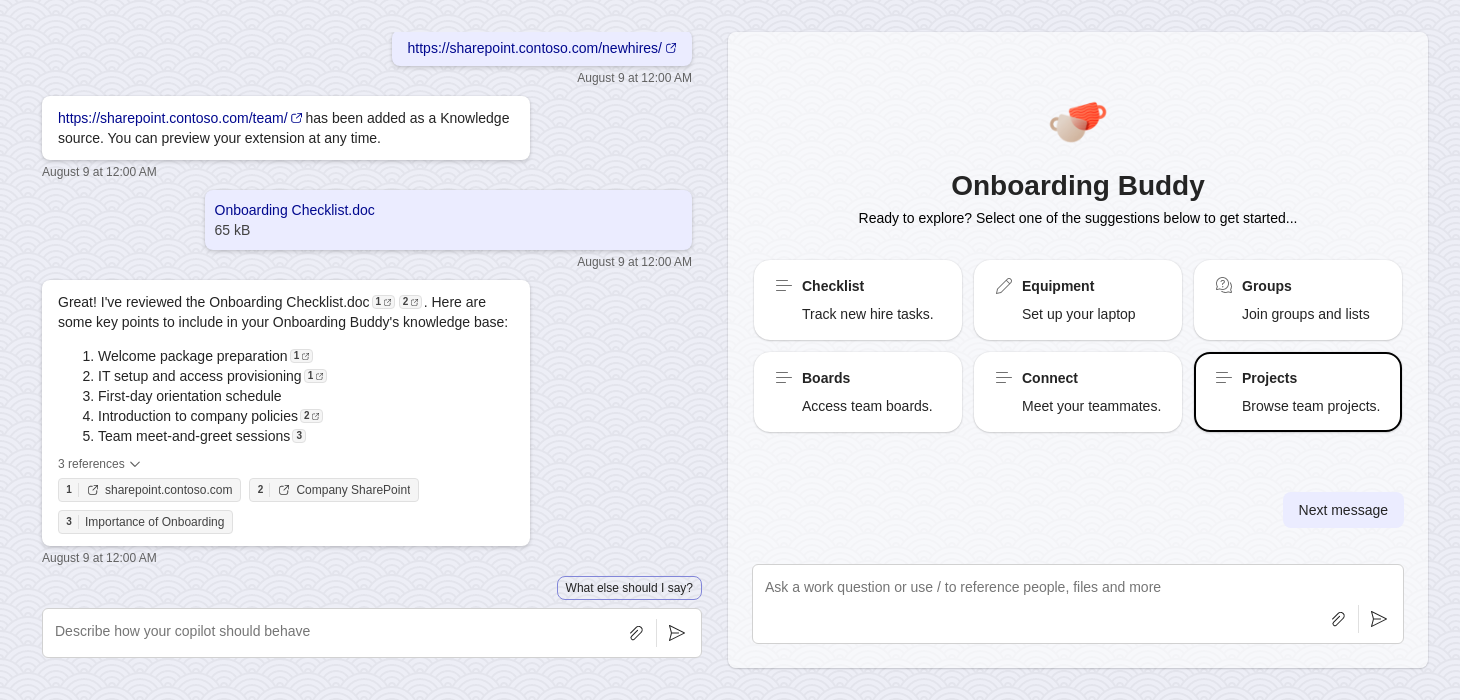 https://sharepoint.contoso.com/newhires/
August 9 at 12:00 AM
https://sharepoint.contoso.com/team/ has been added as a Knowledge
source. You can preview your extension at any time.
August 9 at 12:00 AM
Onboarding Checklist.doc
65 kB
August 9 at 12:00 AM
Great! I've reviewed the Onboarding Checklist.doc 1 2 . Here are
some key points to include in your Onboarding Buddy's knowledge base:
1. Welcome package preparation 1
2. IT setup and access provisioning 1
3. First-day orientation schedule
4. Introduction to company policies 2
5. Team meet-and-greet sessions 3
3 references
1 sharepoint.contoso.com 2 Company SharePoint
3 Importance of Onboarding
August 9 at 12:00 AM
What else should I say?
Describe how your copilot should behave
Onboarding Buddy
Ready to explore? Select one of the suggestions below to get started...
Checklist
Track new hire tasks.
Equipment
Set up your laptop
Groups
Join groups and lists
Boards
Access team boards.
Connect
Meet your teammates.
Projects
Browse team projects.
Next message
Ask a work question or use / to reference people, files and more